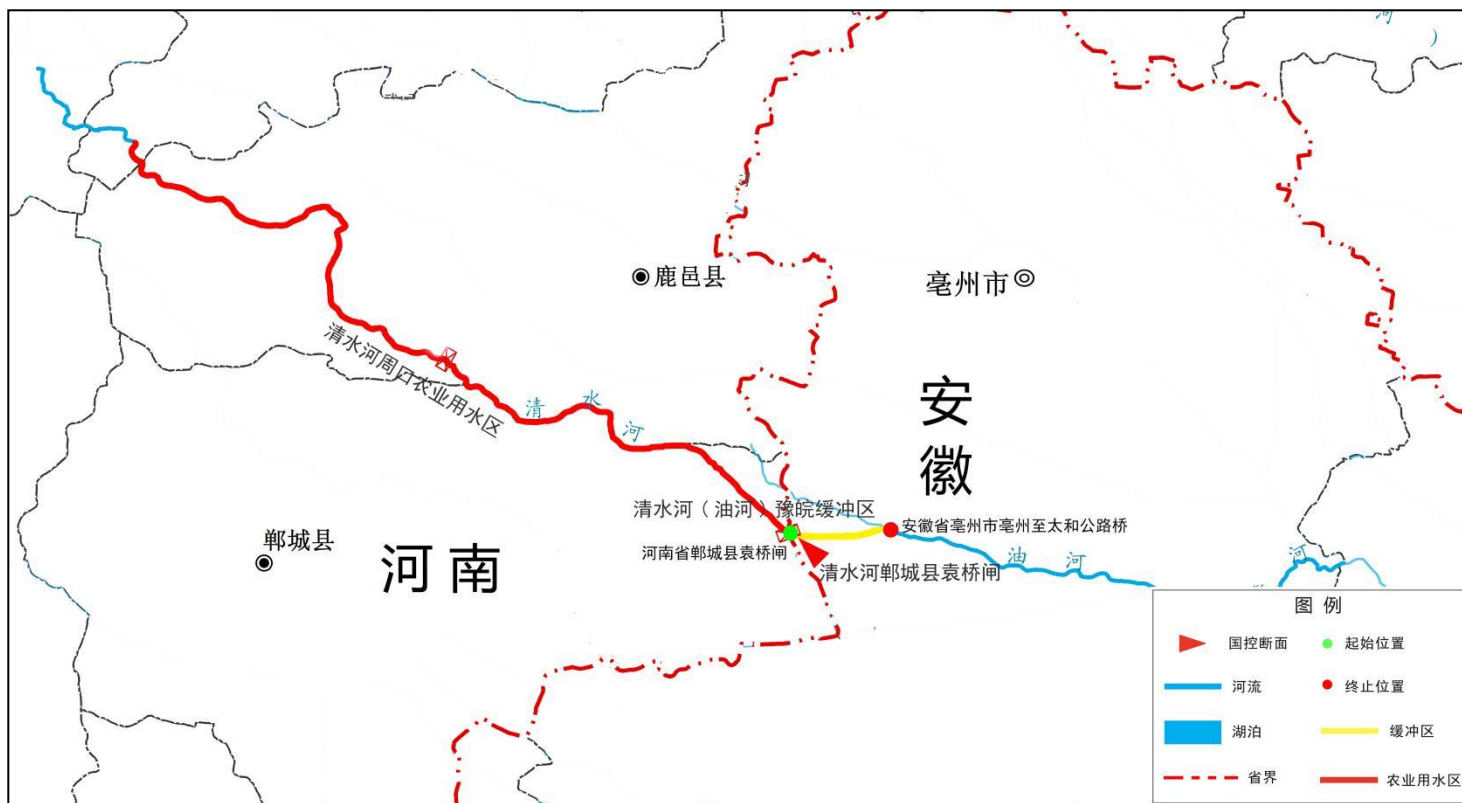 河
鹿邑县
亳州市
清水河周口农业用水区
清水河
安徽
清水河（油河）豫皖缓冲区
安徽省亳州市亳州至太和公路桥
河南省郸城县袁桥闸
清水河郸城县袁桥闸
郸城县
河南
油河
河
图例
国控断面
起始位置
河流
终止位置
湖泊
缓冲区
省界
农业用水区